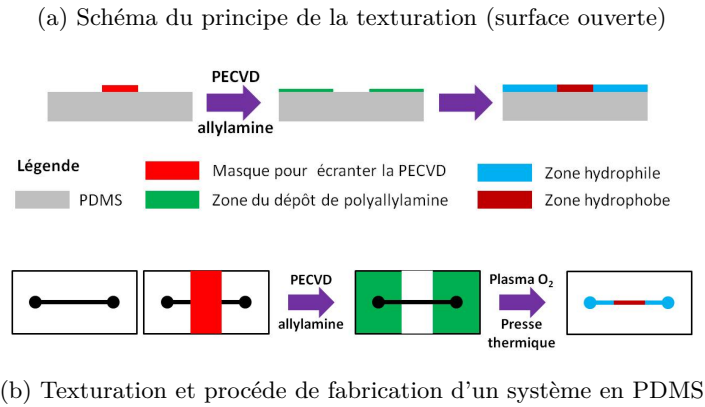 (a) Schéma du principe de la texturation (surface ouverte)
PECVD
allylamine
Légende
Masque pour écranter la PECVD
Zone hydrophile
PDMS
Zone du dépôt de polyallylamine
Zone hydrophobe
PECVD
allylamine
Plasma O₂
Presse
thermique
(b) Texturation et procéde de fabrication d'un système en PDMS